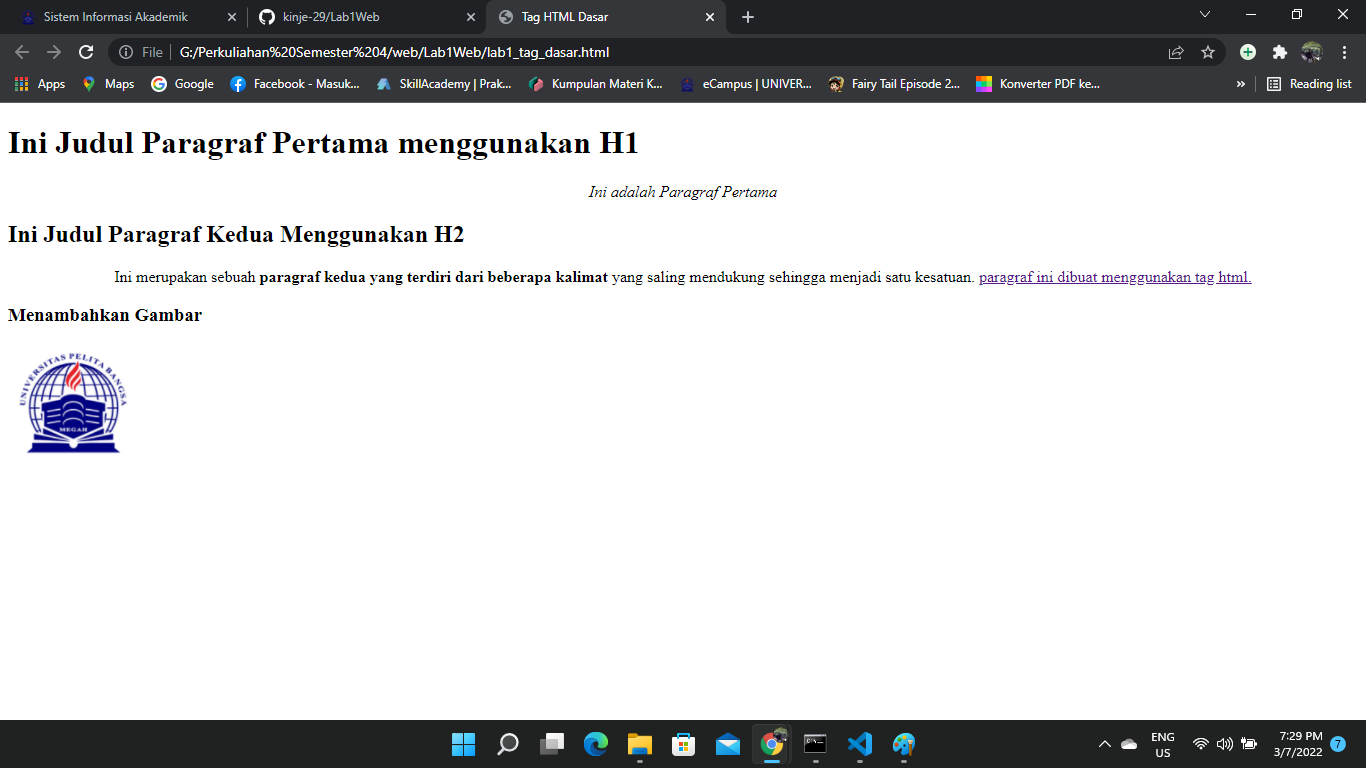 Sistem Informasi Akademik
kinje-29/Lab1Web
Tag HTML Dasar
File
G:/Perkuliahan%20Semester%204/web/Lab1Web/lab1_tag_dasar.html
Apps
Maps
Google
Facebook - Masuk...
SkillAcademy | Prak...
Kumpulan Materi K...
eCampus | UNIVER...
Fairy Tail Episode 2...
Konverter PDF ke...
»
Reading list
Ini Judul Paragraf Pertama menggunakan H1
Ini adalah Paragraf Pertama
Ini Judul Paragraf Kedua Menggunakan H2
Ini merupakan sebuah paragraf kedua yang terdiri dari beberapa kalimat yang saling mendukung sehingga menjadi satu kesatuan. paragraf ini dibuat menggunakan tag html.
Menambahkan Gambar
UNIVERSITAS PELITA BANGSA
MEGAH
ENG
US
7:29 PM
3/7/2022
7